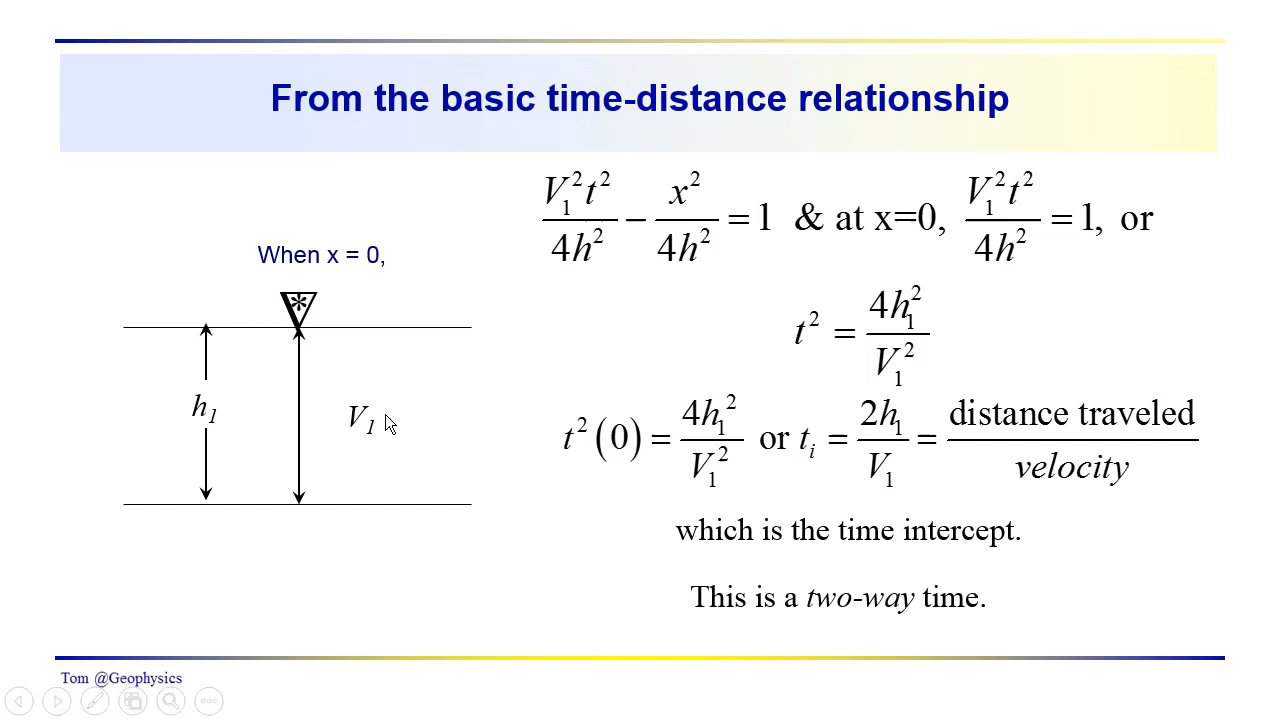 From the basic time-distance relationship
When x = 0,
*
h₁
V₁
V₁²t²/4h² − x²/4h² = 1 & at x=0, V₁²t²/4h² = 1, or
t² = 4h₁²/V₁²
t²(0) = 4h₁²/V₁² or tᵢ = 2h₁/V₁ = distance traveled/velocity
which is the time intercept.
This is a two-way time.
Tom @Geophysics